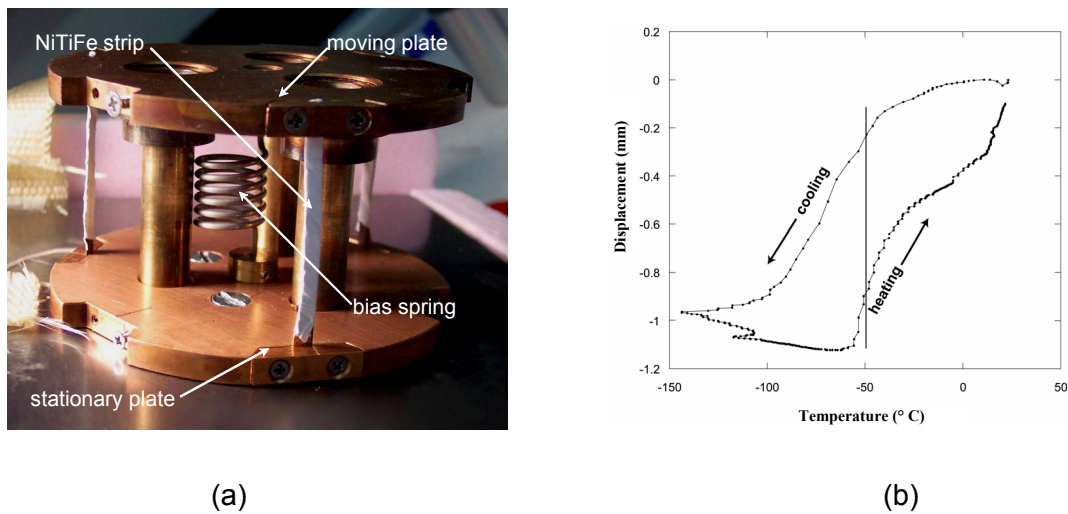 NiTiFe strip
moving plate
bias spring
stationary plate
(a)
0.2
0
-0.2
-0.4
-0.6
-0.8
-1
-1.2
Displacement (mm)
cooling
heating
-150
-100
-50
0
50
Temperature (° C)
(b)